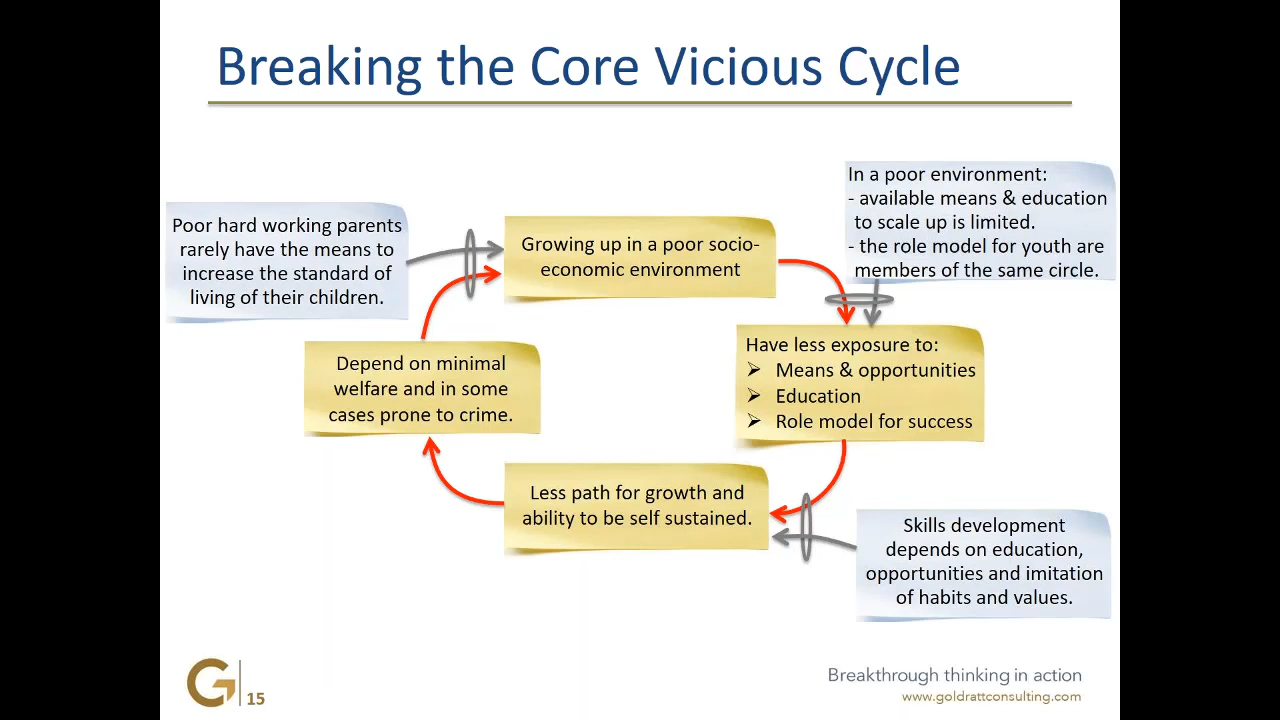 Breaking the Core Vicious Cycle
In a poor environment:
- available means & education
to scale up is limited.
- the role model for youth are
members of the same circle.
Poor hard working parents
rarely have the means to
increase the standard of
living of their children.
Growing up in a poor socio-
economic environment
Have less exposure to:
Means & opportunities
Education
Role model for success
Depend on minimal
welfare and in some
cases prone to crime.
Less path for growth and
ability to be self sustained.
Skills development
depends on education,
opportunities and imitation
of habits and values.
G
15
Breakthrough thinking in action
www.goldrattconsulting.com